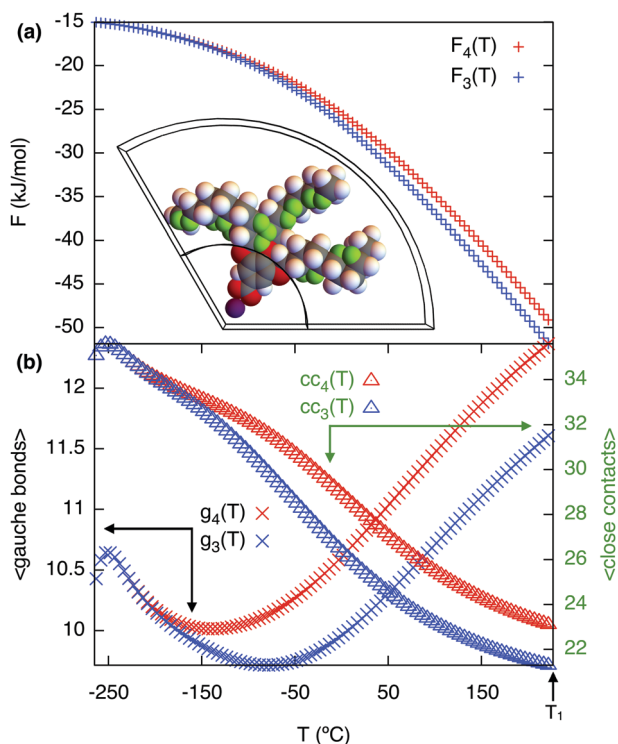 (a)
F₄(T) +
F₃(T) +
-15
-20
-25
-30
-35
-40
-45
-50
F (kJ/mol)
(b)
cc₄(T)
cc₃(T)
g₄(T) ×
g₃(T) ×
12
11.5
11
10.5
10
<gauche bonds>
34
32
30
28
26
24
22
<close contacts>
-250 -150 -50 50 150
T₁
T (ºC)